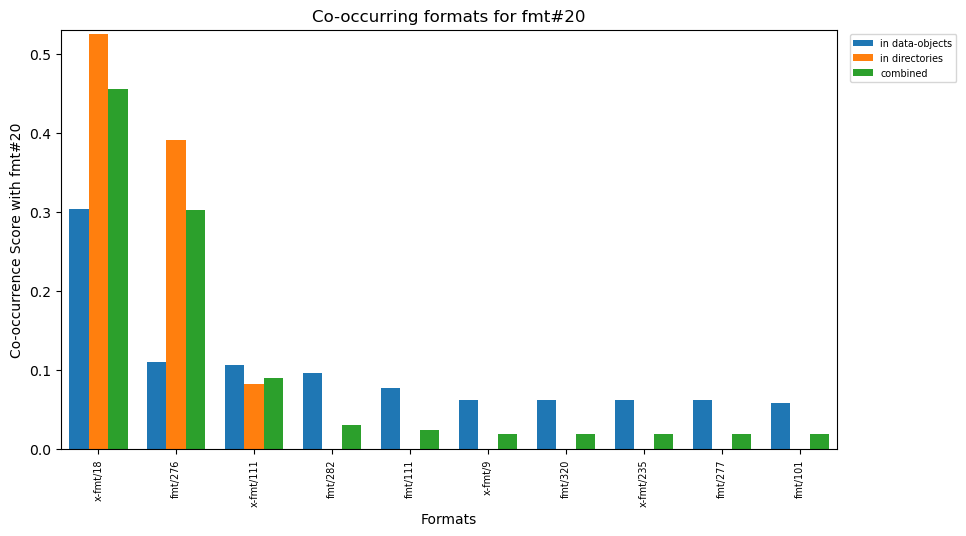 Co-occurring formats for fmt#20
in data-objects
in directories
combined
Co-occurrence Score with fmt#20
0.5
0.4
0.3
0.2
0.1
0.0
x-fmt/18
fmt/276
x-fmt/111
fmt/282
fmt/111
x-fmt/9
fmt/320
x-fmt/235
fmt/277
fmt/101
Formats